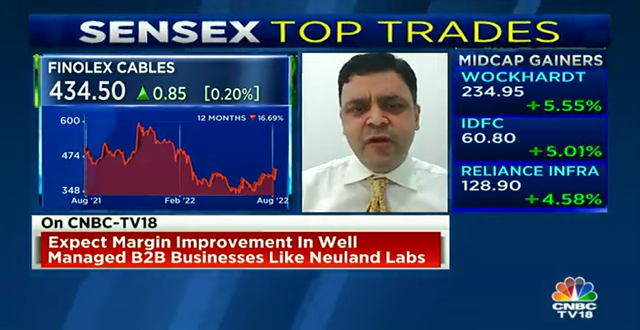 SENSEX TOP TRADES
FINOLEX CABLES
434.50 ▲ 0.85 [0.20%]
12 MONTHS ▼ 16.69%
600
474
348
Aug '21 Feb '22 Aug '22
MIDCAP GAINERS
WOCKHARDT
234.95
+5.55%
IDFC
60.80
+5.01%
RELIANCE INFRA
128.90
+4.58%
On CNBC-TV18
Expect Margin Improvement In Well
Managed B2B Businesses Like Neuland Labs
CNBC
TV18